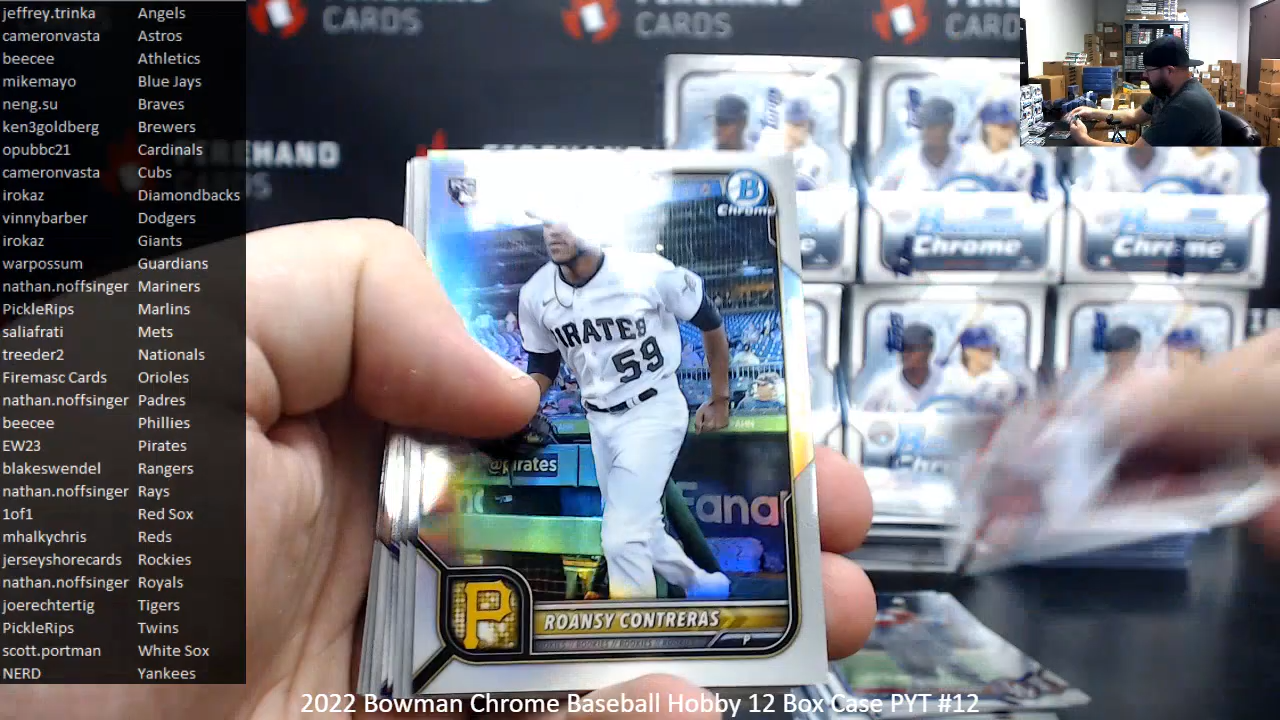 jeffrey.trinka Angels
cameronvasta Astros
beecee Athletics
mikemayo Blue Jays
neng.su Braves
ken3goldberg Brewers
opubbc21 Cardinals
cameronvasta Cubs
irokaz Diamondbacks
vinnybarber Dodgers
irokaz Giants
warpossum Guardians
nathan.noffsinger Mariners
PickleRips Marlins
saliafrati Mets
treeder2 Nationals
Firemasc Cards Orioles
nathan.noffsinger Padres
beecee Phillies
EW23 Pirates
blakeswendel Rangers
nathan.noffsinger Rays
1of1 Red Sox
mhalkychris Reds
jerseyshorecards Rockies
nathan.noffsinger Royals
joerechtertig Tigers
PickleRips Twins
scott.portman White Sox
NERD Yankees
CARDS
CARDS
CARD
B
Chrome
PIRATES
59
@pirates
Fana
P
ROANSY CONTRERAS
P
Chrome
Chrome
2022 Bowman Chrome Baseball Hobby 12 Box Case PYT #12